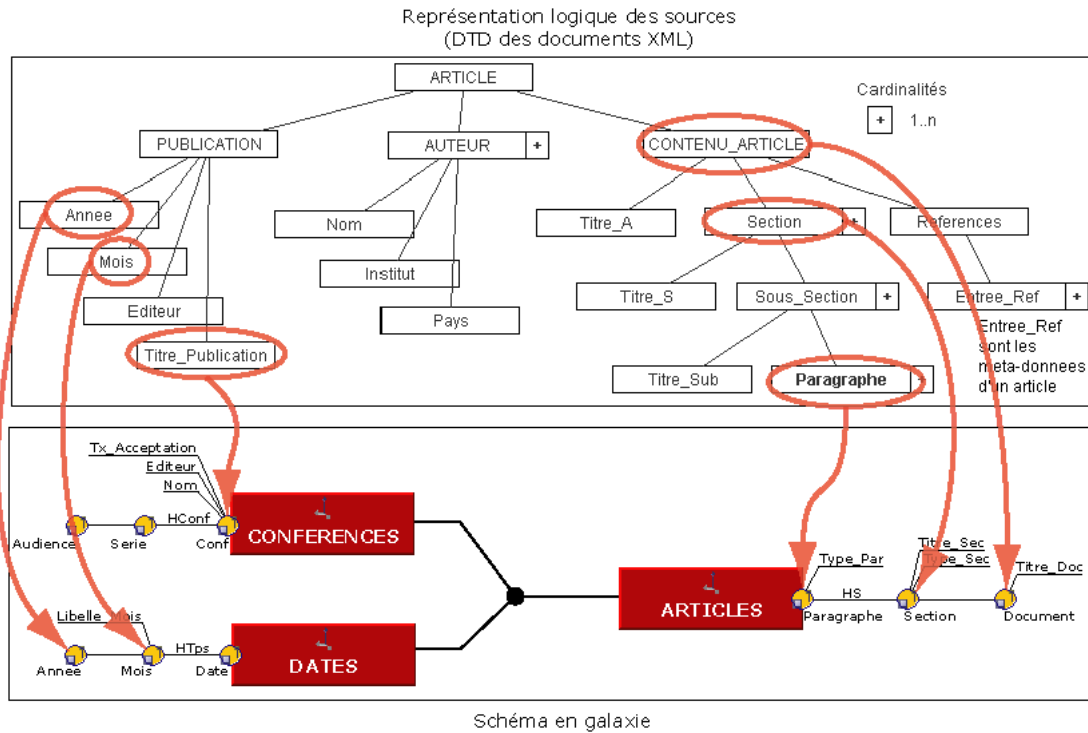 Représentation logique des sources
(DTD des documents XML)
ARTICLE
Cardinalités
+ 1..n
PUBLICATION
AUTEUR +
CONTENU_ARTICLE
Annee
Nom
Titre_A
Section +
References
Mois
Institut
Titre_S
Sous_Section +
Entree_Ref +
Editeur
Pays
Entree_Ref
sont les
meta-donnees
d'un article
Titre_Publication
Titre_Sub
Paragraphe +
Tx_Acceptation
Editeur
Nom
HConf
CONFERENCES
Audience
Serie
Conf
Titre_Sec
Type_Par
Type_Sec
Titre_Doc
HS
ARTICLES
Paragraphe
Section
Document
Libelle_Mois
HTps
DATES
Annee
Mois
Date
Schéma en galaxie